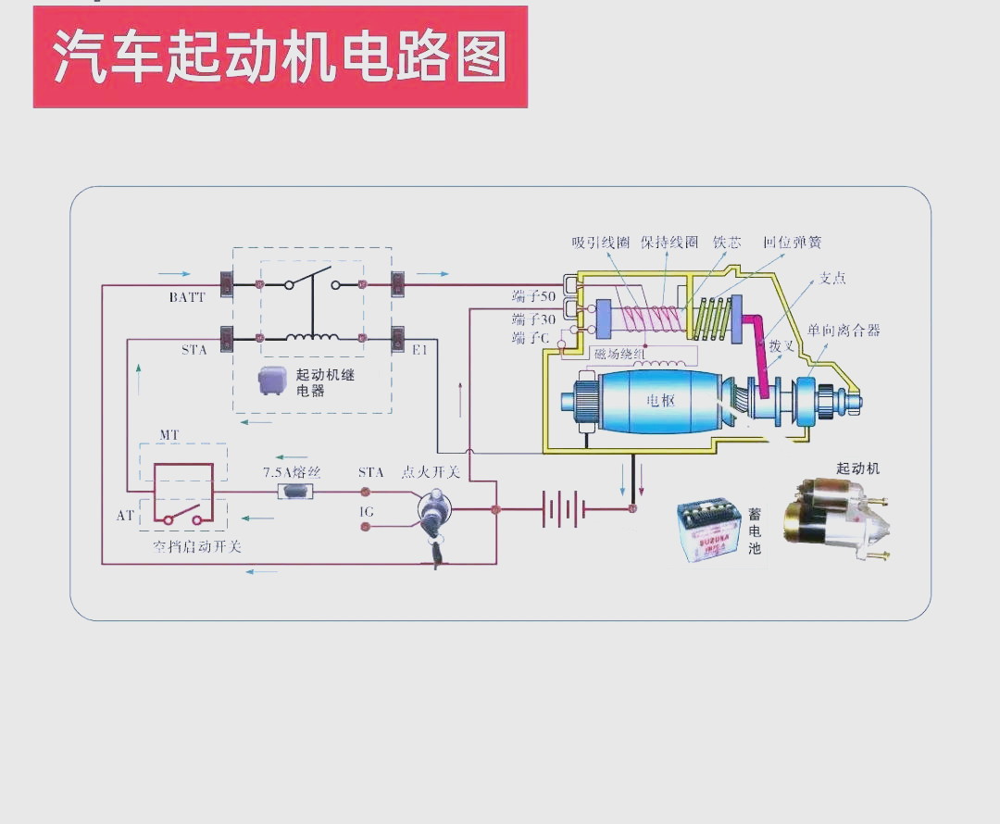 汽车起动机电路图
吸引线圈 保持线圈 铁芯 回位弹簧
支点
BATT
端子50
端子30
端子C
单向离合器
STA
E1
拨叉
磁场绕组
起动机继
电器
电枢
MT
7.5A熔丝
STA
点火开关
起动机
AT
IG
空挡启动开关
蓄
电
池
SUZUKA